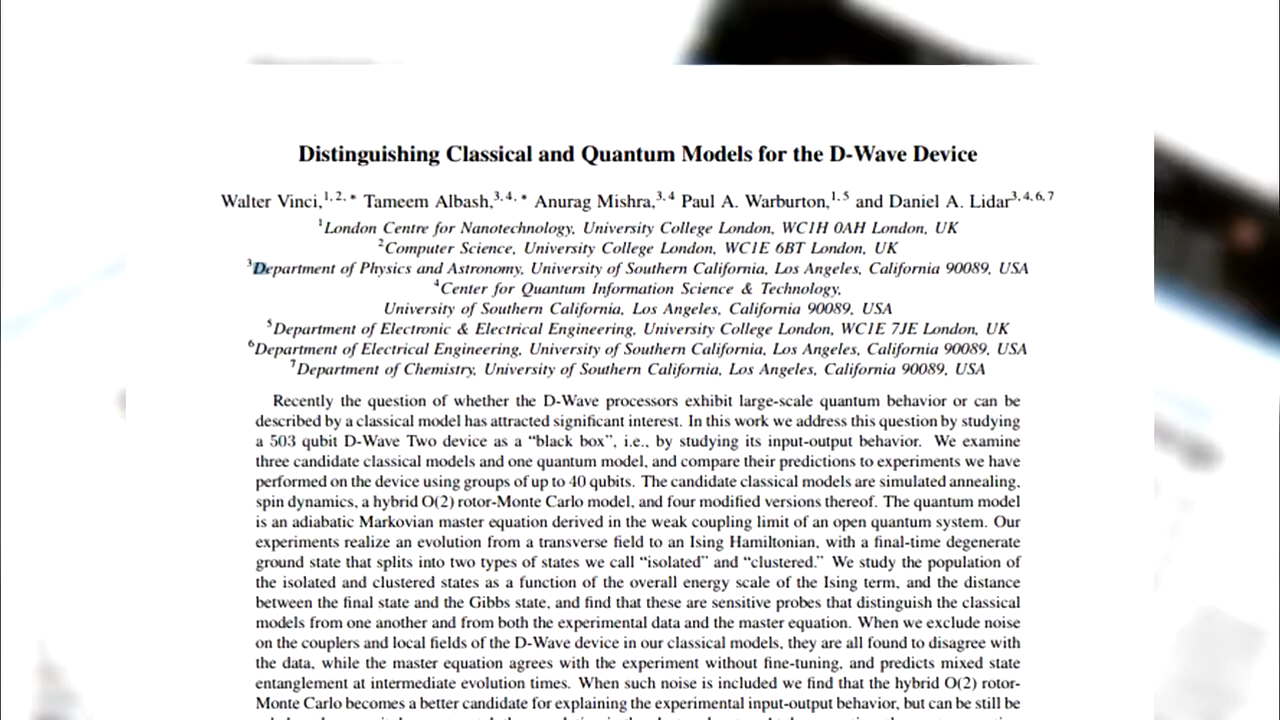 Distinguishing Classical and Quantum Models for the D-Wave Device
Walter Vinci,1, 2, * Tameem Albash,3, 4, * Anurag Mishra,3, 4 Paul A. Warburton,1, 5 and Daniel A. Lidar3, 4, 6, 7
1London Centre for Nanotechnology, University College London, WC1H 0AH London, UK
2Computer Science, University College London, WC1E 6BT London, UK
3Department of Physics and Astronomy, University of Southern California, Los Angeles, California 90089, USA
4Center for Quantum Information Science & Technology,
University of Southern California, Los Angeles, California 90089, USA
5Department of Electronic & Electrical Engineering, University College London, WC1E 7JE London, UK
6Department of Electrical Engineering, University of Southern California, Los Angeles, California 90089, USA
7Department of Chemistry, University of Southern California, Los Angeles, California 90089, USA
Recently the question of whether the D-Wave processors exhibit large-scale quantum behavior or can be
described by a classical model has attracted significant interest. In this work we address this question by studying
a 503 qubit D-Wave Two device as a “black box”, i.e., by studying its input-output behavior. We examine
three candidate classical models and one quantum model, and compare their predictions to experiments we have
performed on the device using groups of up to 40 qubits. The candidate classical models are simulated annealing,
spin dynamics, a hybrid O(2) rotor-Monte Carlo model, and four modified versions thereof. The quantum model
is an adiabatic Markovian master equation derived in the weak coupling limit of an open quantum system. Our
experiments realize an evolution from a transverse field to an Ising Hamiltonian, with a final-time degenerate
ground state that splits into two types of states we call “isolated” and “clustered.” We study the population of
the isolated and clustered states as a function of the overall energy scale of the Ising term, and the distance
between the final state and the Gibbs state, and find that these are sensitive probes that distinguish the classical
models from one another and from both the experimental data and the master equation. When we exclude noise
on the couplers and local fields of the D-Wave device in our classical models, they are all found to disagree with
the data, while the master equation agrees with the experiment without fine-tuning, and predicts mixed state
entanglement at intermediate evolution times. When such noise is included we find that the hybrid O(2) rotor-
Monte Carlo becomes a better candidate for explaining the experimental input-output behavior, but can be still be